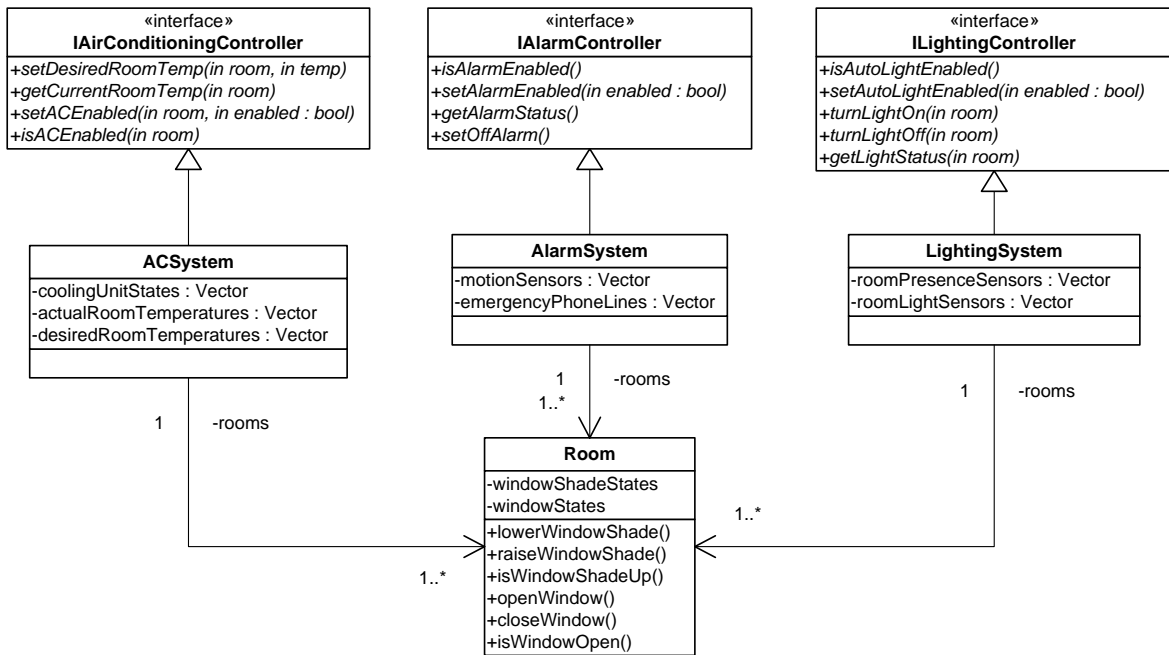 «interface»
IAirConditioningController
+setDesiredRoomTemp(in room, in temp)
+getCurrentRoomTemp(in room)
+setACEnabled(in room, in enabled : bool)
+isACEnabled(in room)
«interface»
IAlarmController
+isAlarmEnabled()
+setAlarmEnabled(in enabled : bool)
+getAlarmStatus()
+setOffAlarm()
«interface»
ILightingController
+isAutoLightEnabled()
+setAutoLightEnabled(in enabled : bool)
+turnLightOn(in room)
+turnLightOff(in room)
+getLightStatus(in room)
ACSystem
-coolingUnitStates : Vector
-actualRoomTemperatures : Vector
-desiredRoomTemperatures : Vector
AlarmSystem
-motionSensors : Vector
-emergencyPhoneLines : Vector
LightingSystem
-roomPresenceSensors : Vector
-roomLightSensors : Vector
1
-rooms
1
-rooms
1..*
1
-rooms
Room
-windowShadeStates
-windowStates
+lowerWindowShade()
+raiseWindowShade()
+isWindowShadeUp()
+openWindow()
+closeWindow()
+isWindowOpen()
1..*
1..*